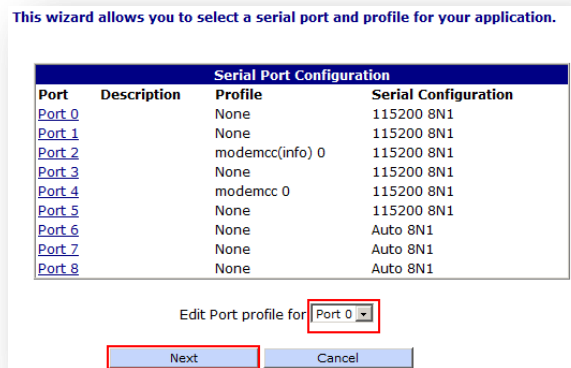 This wizard allows you to select a serial port and profile for your application.
Serial Port Configuration
Port Description Profile Serial Configuration
Port 0 None 115200 8N1
Port 1 None 115200 8N1
Port 2 modemcc(info) 0 115200 8N1
Port 3 None 115200 8N1
Port 4 modemcc 0 115200 8N1
Port 5 None 115200 8N1
Port 6 None Auto 8N1
Port 7 None Auto 8N1
Port 8 None Auto 8N1
Edit Port profile for Port 0
Next Cancel